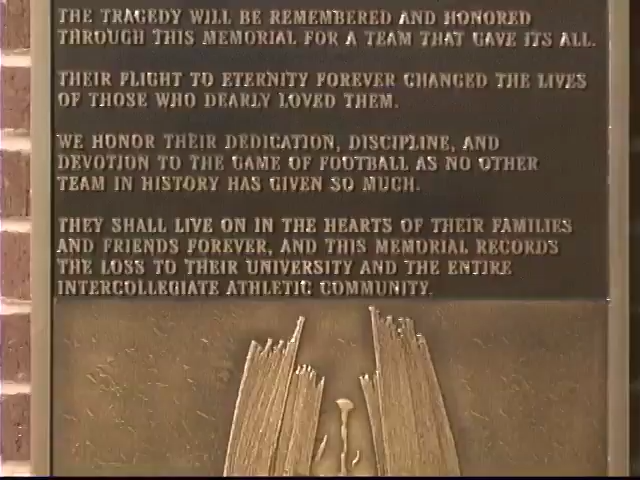 THE TRAGEDY WILL BE REMEMBERED AND HONORED
THROUGH THIS MEMORIAL FOR A TEAM THAT GAVE ITS ALL.
THEIR FLIGHT TO ETERNITY FOREVER CHANGED THE LIVES
OF THOSE WHO DEARLY LOVED THEM.
WE HONOR THEIR DEDICATION, DISCIPLINE, AND
DEVOTION TO THE GAME OF FOOTBALL AS NO OTHER
TEAM IN HISTORY HAS GIVEN SO MUCH.
THEY SHALL LIVE ON IN THE HEARTS OF THEIR FAMILIES
AND FRIENDS FOREVER, AND THIS MEMORIAL RECORDS
THE LOSS TO THEIR UNIVERSITY AND THE ENTIRE
INTERCOLLEGIATE ATHLETIC COMMUNITY.